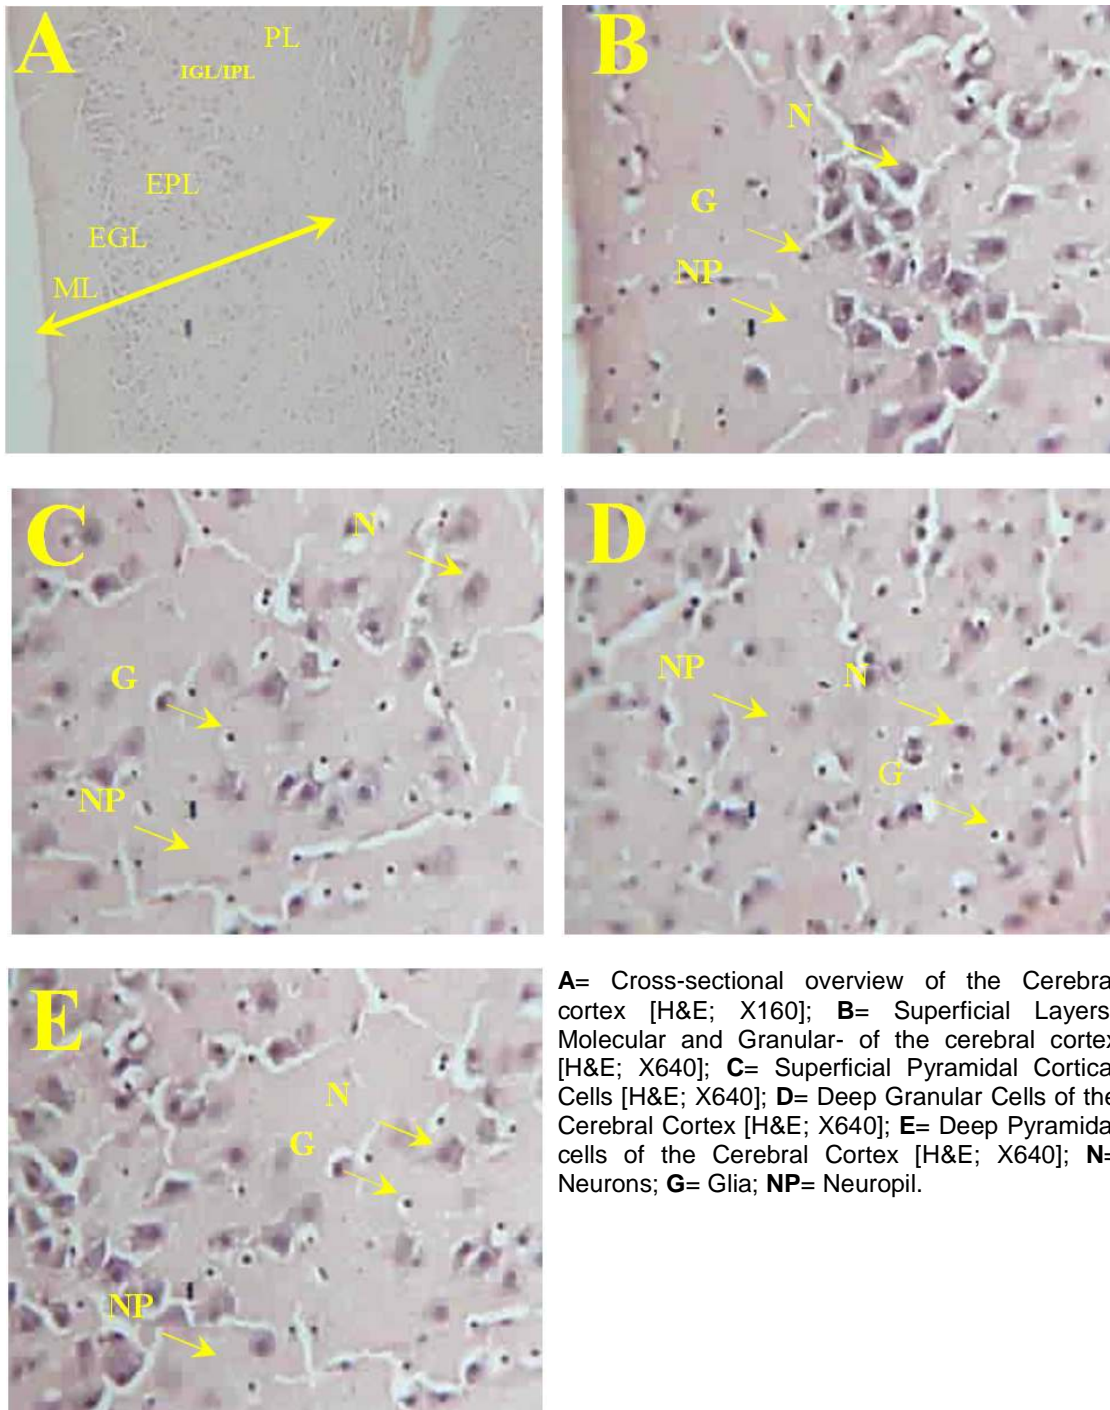 A
PL
IGL/IPL
EPL
EGL
ML
B
N
G
NP
C
N
G
NP
D
NP
N
G
E
N
G
NP
A= Cross-sectional overview of the Cerebra
cortex [H&E; X160]; B= Superficial Layers
Molecular and Granular- of the cerebral cortex
[H&E; X640]; C= Superficial Pyramidal Cortica
Cells [H&E; X640]; D= Deep Granular Cells of the
Cerebral Cortex [H&E; X640]; E= Deep Pyramida
cells of the Cerebral Cortex [H&E; X640]; N=
Neurons; G= Glia; NP= Neuropil.